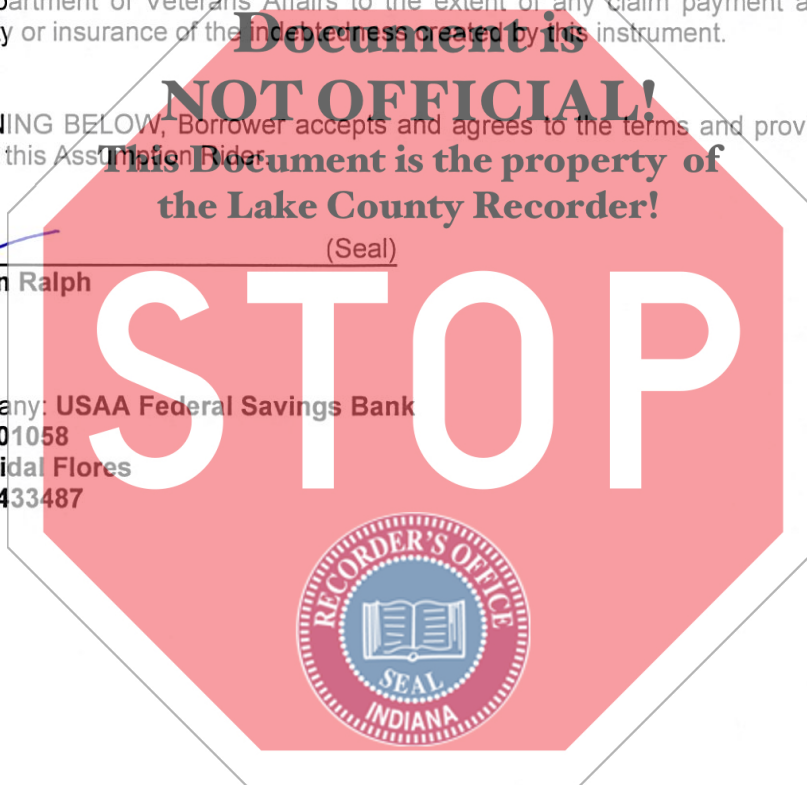 partment of Veterans Affairs to the extent of any claim payment a
y or insurance of the indebtedness created by this instrument.
Document is
NOT OFFICIAL!
NING BELOW, Borrower accepts and agrees to the terms and prov
this Assumption Rider.
This Document is the property of
the Lake County Recorder!
(Seal)
n Ralph
STOP
any: USAA Federal Savings Bank
01058
idal Flores
433487
RECORDER'S OFFICE
SEAL
INDIANA